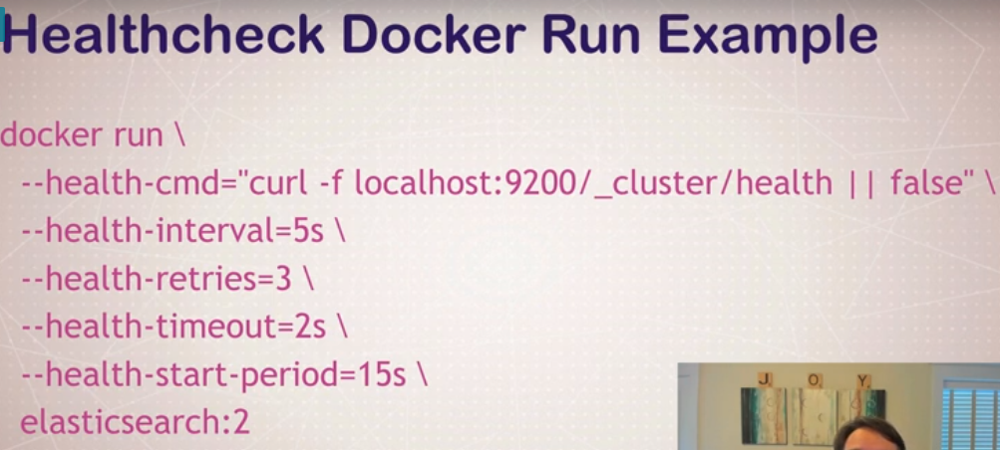 Healthcheck Docker Run Example
docker run \
--health-cmd="curl -f localhost:9200/_cluster/health || false" \
--health-interval=5s \
--health-retries=3 \
--health-timeout=2s \
--health-start-period=15s \
elasticsearch:2
J O Y